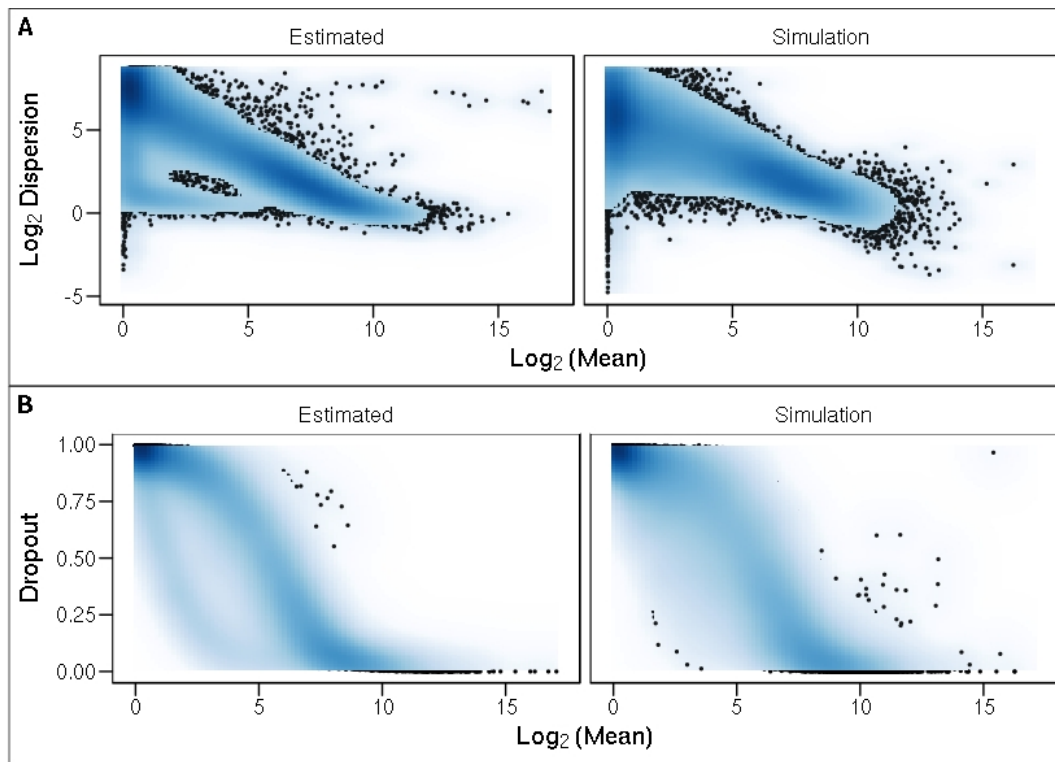 A
Estimated Simulation
Log2 Dispersion
5
0
-5
0 5 10 15 0 5 10 15
Log2 (Mean)
B
Estimated Simulation
Dropout
1.00
0.75
0.50
0.25
0.00
0 5 10 15 0 5 10 15
Log2 (Mean)